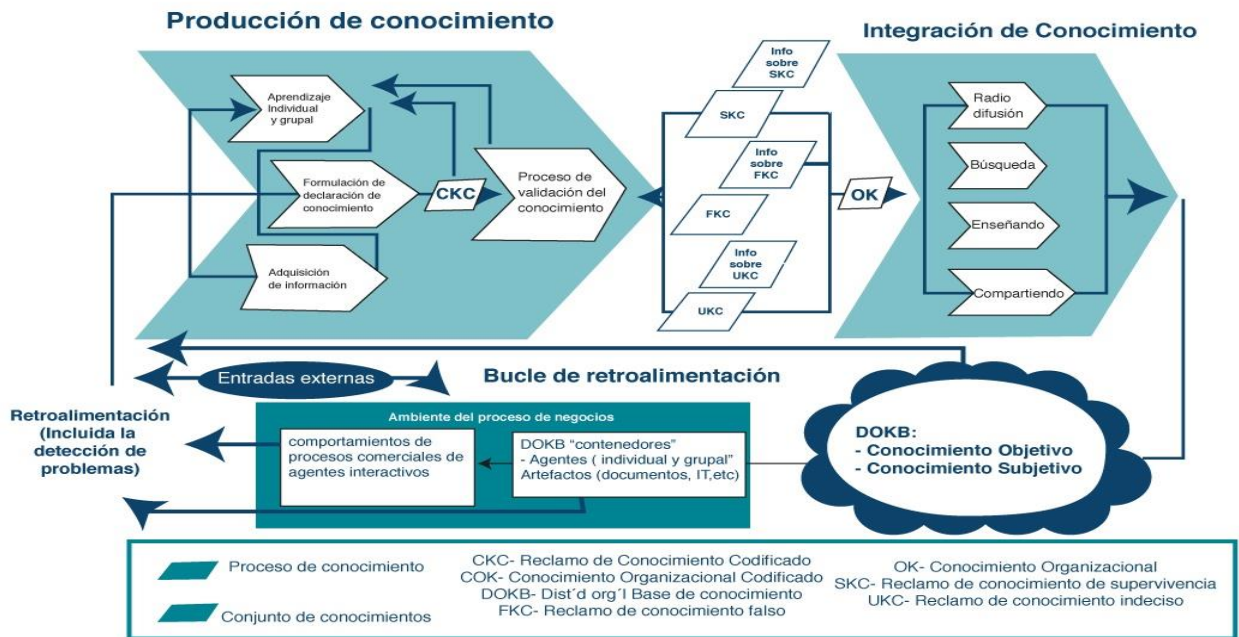 Producción de conocimiento
Integración de Conocimiento
Aprendizaje
Individual
y grupal
Formulación de
declaración de
conocimiento
Adquisición
de información
CKC
Proceso de
validación del
conocimiento
Info
sobre
SKC
SKC
Info
sobre
FKC
FKC
Info
sobre
UKC
UKC
OK
Radio
difusión
Búsqueda
Enseñando
Compartiendo
Entradas externas
Bucle de retroalimentación
Retroalimentación
(Incluida la
detección de
problemas)
Ambiente del proceso de negocios
comportamientos de
procesos comerciales de
agentes interactivos
DOKB "contenedores"
- Agentes ( individual y grupal"
Artefactos (documentos, IT,etc)
DOKB:
- Conocimiento Objetivo
- Conocimiento Subjetivo
Proceso de conocimiento
Conjunto de conocimientos
CKC- Reclamo de Conocimiento Codificado
COK- Conocimiento Organizacional Codificado
DOKB- Dist´d org´l Base de conocimiento
FKC- Reclamo de conocimiento falso
OK- Conocimiento Organizacional
SKC- Reclamo de conocimiento de supervivencia
UKC- Reclamo de conocimiento indeciso